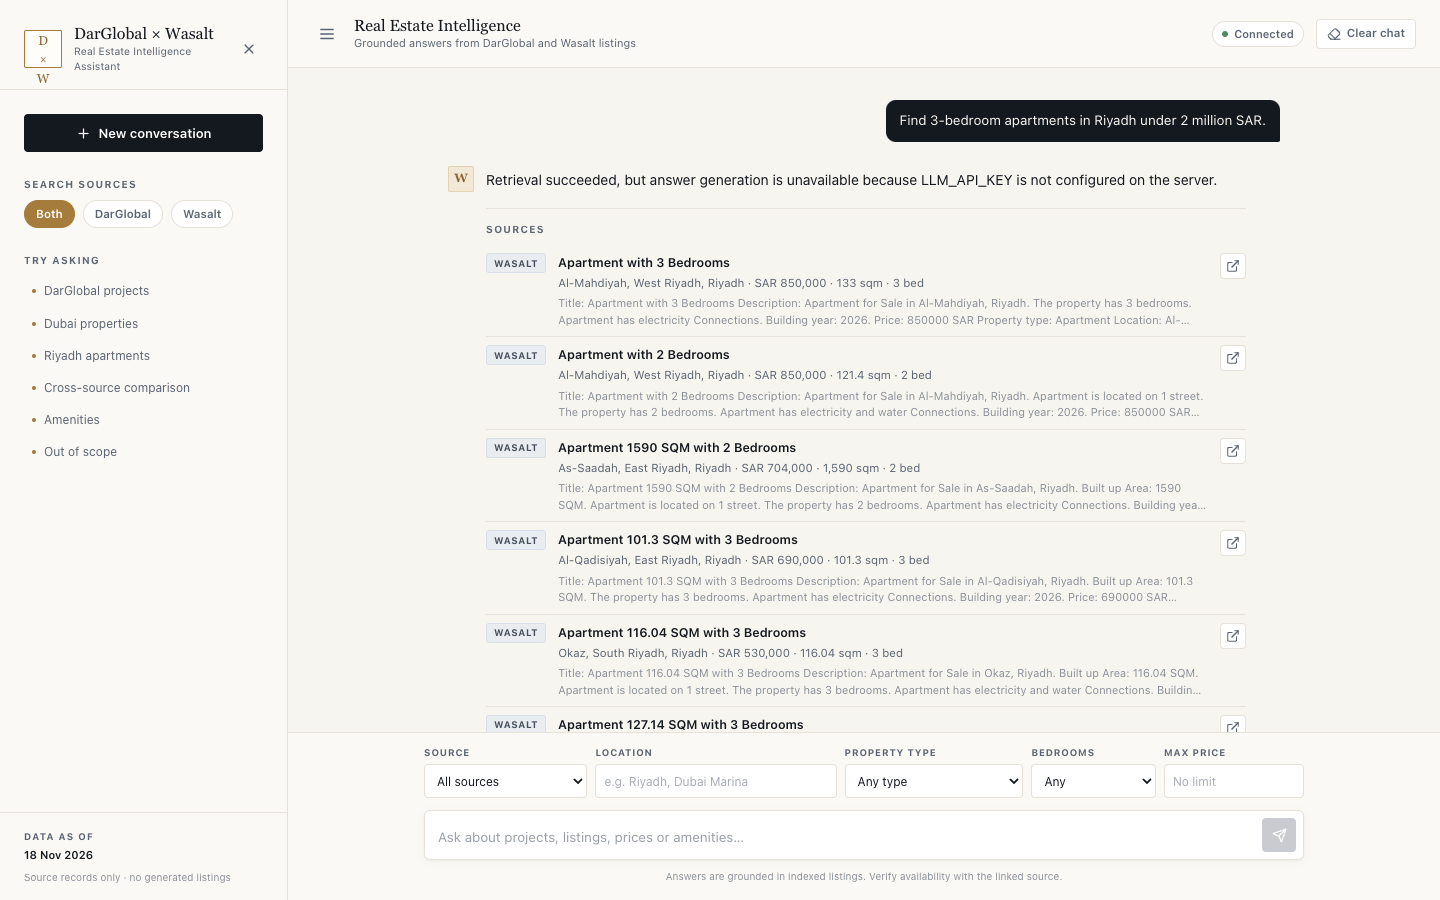 D
×
W
DarGlobal × Wasalt
Real Estate Intelligence
Assistant
New conversation
SEARCH SOURCES
Both
DarGlobal
Wasalt
TRY ASKING
DarGlobal projects
Dubai properties
Riyadh apartments
Cross-source comparison
Amenities
Out of scope
DATA AS OF
18 Nov 2026
Source records only · no generated listings
Real Estate Intelligence
Grounded answers from DarGlobal and Wasalt listings
Connected
Clear chat
Find 3-bedroom apartments in Riyadh under 2 million SAR.
W
Retrieval succeeded, but answer generation is unavailable because LLM_API_KEY is not configured on the server.
SOURCES
WASALT
Apartment with 3 Bedrooms
Al-Mahdiyah, West Riyadh, Riyadh · SAR 850,000 · 133 sqm · 3 bed
Title: Apartment with 3 Bedrooms Description: Apartment for Sale in Al-Mahdiyah, Riyadh. The property has 3 bedrooms.
Apartment has electricity Connections. Building year: 2026. Price: 850000 SAR Property type: Apartment Location: Al-...
WASALT
Apartment with 2 Bedrooms
Al-Mahdiyah, West Riyadh, Riyadh · SAR 850,000 · 121.4 sqm · 2 bed
Title: Apartment with 2 Bedrooms Description: Apartment for Sale in Al-Mahdiyah, Riyadh. Apartment is located on 1 street.
The property has 2 bedrooms. Apartment has electricity and water Connections. Building year: 2026. Price: 850000 SAR...
WASALT
Apartment 1590 SQM with 2 Bedrooms
As-Saadah, East Riyadh, Riyadh · SAR 704,000 · 1,590 sqm · 2 bed
Title: Apartment 1590 SQM with 2 Bedrooms Description: Apartment for Sale in As-Saadah, Riyadh. Built up Area: 1590
SQM. Apartment is located on 1 street. The property has 2 bedrooms. Apartment has electricity Connections. Building yea...
WASALT
Apartment 101.3 SQM with 3 Bedrooms
Al-Qadisiyah, East Riyadh, Riyadh · SAR 690,000 · 101.3 sqm · 3 bed
Title: Apartment 101.3 SQM with 3 Bedrooms Description: Apartment for Sale in Al-Qadisiyah, Riyadh. Built up Area: 101.3
SQM. The property has 3 bedrooms. Apartment has electricity Connections. Building year: 2026. Price: 690000 SAR...
WASALT
Apartment 116.04 SQM with 3 Bedrooms
Okaz, South Riyadh, Riyadh · SAR 530,000 · 116.04 sqm · 3 bed
Title: Apartment 116.04 SQM with 3 Bedrooms Description: Apartment for Sale in Okaz, Riyadh. Built up Area: 116.04 SQM.
Apartment is located on 1 street. The property has 3 bedrooms. Apartment has electricity and water Connections. Buildin...
WASALT
Apartment 127.14 SQM with 3 Bedrooms
SOURCE
LOCATION
PROPERTY TYPE
BEDROOMS
MAX PRICE
All sources
e.g. Riyadh, Dubai Marina
Any type
Any
No limit
Ask about projects, listings, prices or amenities...
Answers are grounded in indexed listings. Verify availability with the linked source.